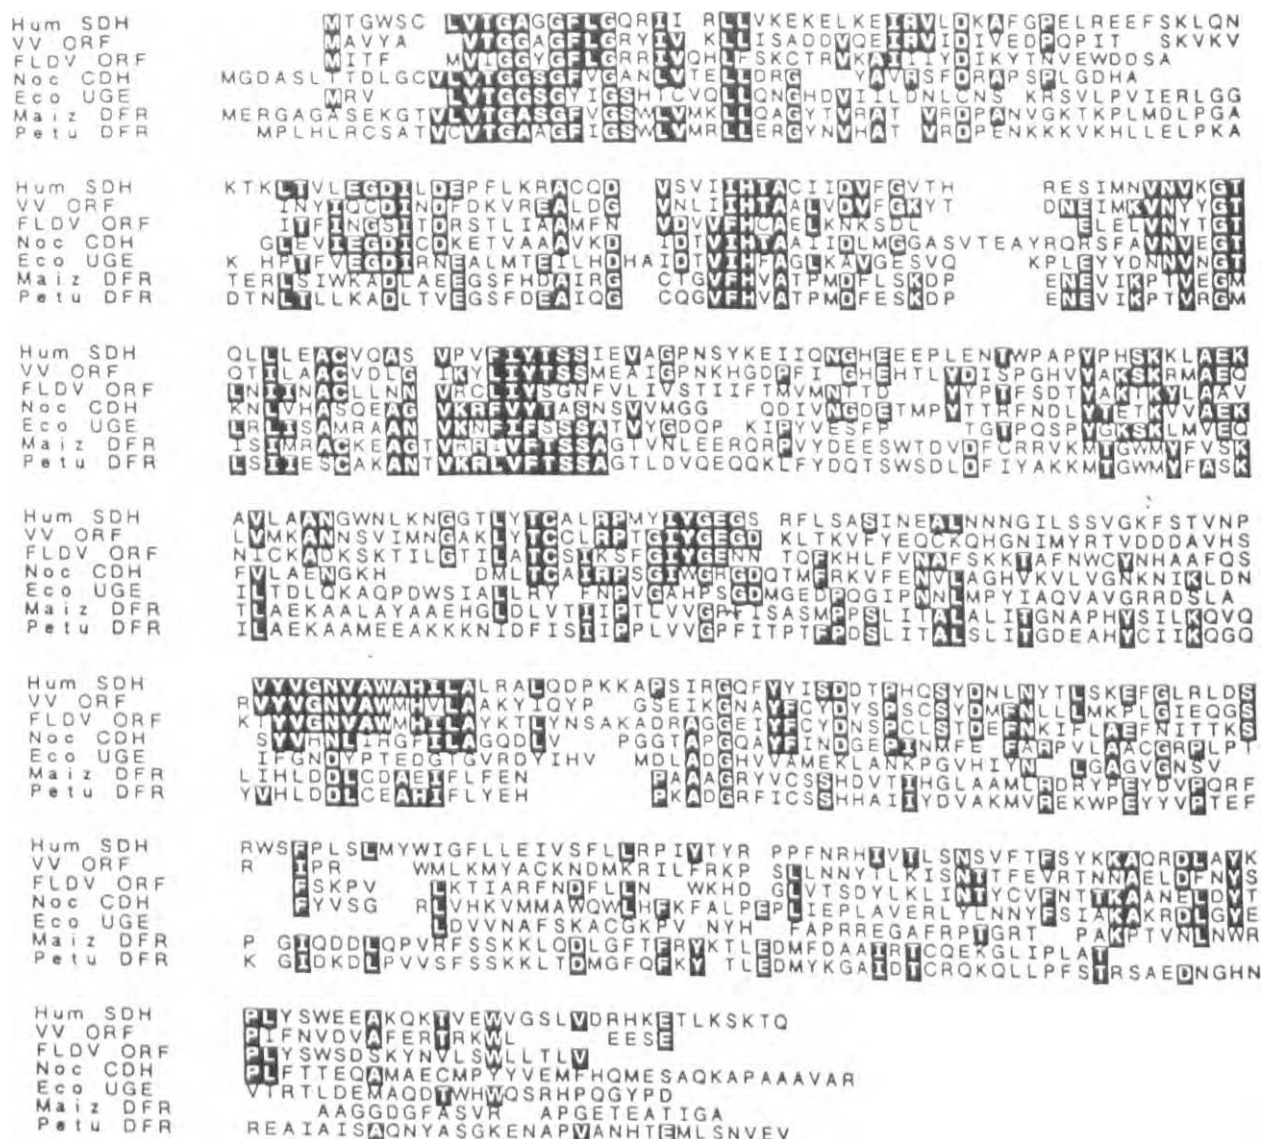 Hum SDH MTGWSC LVTGAGGFLGQRII RLLVKEKELKEIRVLDKAFGPELREEFSKLQN
VV ORF MAVYA VTGGAGFLGRYIV KLLISADDVQEIRVIDIVEDPQPIT SKVKV
FLDV ORF MITF MVIGGYGFLGRRIVQHLFSKCTRVKAIIIYDIKYTNVEWDDSA
Noc CDH MGDASLTTDLGCVLVTGGSGFVGANLVTELLDRG YAVRSFDRAPSPLGDHA
Eco UGE MRV LVTGGSGYIGSHTCVQLLQNGHDVIILDNLCNS KRSVLPVIERLGG
Maiz DFR MERGAGASEKGTVLVTGASGFVGSWLVMKLLQAGYTVRAT VRDPANVGKTKPLMDLPGA
Petu DFR MPLHLRCSATVCVTGAAGFIGSWLVMRLLERGYNVHAT VRDPENKKKVKHLLELPKA
Hum SDH KTKLTVLEGDILDEPFLKRACQD VSVIIHTACIIDVFGVTH RESIMNVNVKGT
VV ORF INYIQCDINDFDKVREALDG VNLIIHTAALVDVFGKYT DNEIMKVNYYGT
FLDV ORF ITFINGSITDRSTLIAAMFN VDVVFHCAELKNKSDL ELELVNYTGT
Noc CDH GLEVIEGDICDKETVAAAVKD IDTVIHTAAIIDLMGGASVTEAYRQRSFAVNVEGT
Eco UGE K HPTFVEGDIRNEALMTEILHDHAIDTVIHFAGLKAVGESVQ KPLEYYDNNVNGT
Maiz DFR TERLSIWKADLAEEGSFHDAIRG CTGVFHVATPMDFLSKDP ENEVIKPTVEGM
Petu DFR DTNLTLLKADLTVEGSFDEAIQG CQGVFHVATPMDFESKDP ENEVIKPTVRGM
Hum SDH QLLLEACVQAS VPVFIYTSSIEVAGPNSYKEIIQNGHEEEPLENTWPAPYPHSKKLAEK
VV ORF QTILAACVDLG IKYLIYTSSMEAIGPNKHGDPFI GHEHTLYDISPGHVYAKSKRMAEQ
FLDV ORF LNIINACLLNN VRCLIVSGNFVLIVSTIIFTMVMNTTD YYPTFSDTVAKTKYLAAV
Noc CDH KNLVHASQEAG VKRFVYTASNSVVMGG QDIVNGDETMPYTTRFNDLYTETKVVAEK
Eco UGE LRLISAMRAAN VKNFIFSSSATVYGDQP KIPYVESFP TGTPQSPYGKSKLMVEQ
Maiz DFR ISIMRACKEAGTVRRIVFTSSAGTVNLEERQRPVYDEESWTDVDFCRRVKMTGWMYFVSK
Petu DFR LSIIESCAKANTVKRLVFTSSAGTLDVQEQQKLFYDQTSWSDLDFIYAKKMTGWMYFASK
Hum SDH AVLAANGWNLKNGGTLYTCALRPMYIYGEGS RFLSASINEALNNNGILSSVGKFSTVNP
VV ORF LVMKANNSVIMNGAKLYTCCLRPTGIYGEGD KLTKVFYEQCKQHGNIMYRTVDDDAVHS
FLDV ORF NICKADKSKTILGTILATCSIKSFGIYGENN TQFKHLFVNAFSKKTAFNWCYNHAAFQS
Noc CDH FVLAENGKH DMLTCAIRPSGIWGRGDQTMFRKVFENVLAGHVKVLVGNKNIKLDN
Eco UGE ILTDLQKAQPDWSIALLRY FNPVGAHPSGDMGEDPQGIPNNLMPYIAQVAVGRRDSLA
Maiz DFR TLAEKAALAYAAEHGLDLVTIIPTLVVGPFISASMPPSLITALALITGNAPHYSILKQVQ
Petu DFR ILAEKAAMEEAKKKNIDFISIIPPLVVGPFITPTFPDSLITALSLITGDEAHYCIIKQGQ
Hum SDH VYVGNVAWAHILALRALQDPKKAPSIRGQFYYISDDTPHQSYDNLNYTLSKEFGLRLDS
VV ORF RVYVGNVAWMHVLAAKYIQYP GSEIKGNAYFCYDYSPSCSYDMFNLLLMKPLGIEQGS
FLDV ORF KTYVGNVAWMHILAYKTLYNSAKADRAGGEIYFCYDNSPCLSTDEFNKIFLAEFNITTKS
Noc CDH SYVHNLIHGFILAGQDLV PGGTAPGQAYFINDGEPINMFE FARPVLAACGRPLPT
Eco UGE IFGNDYPTEDGTGVRDYIHV MDLADGHVVAMEKLANKPGVHIYN LGAGVGNSV
Maiz DFR LIHLDDLCDAEIFLFEN PAAAGRYVCSSHDVTIHGLAAMLRDRYPEYDVPQRF
Petu DFR YVHLDDLCEAHIFLYEH PKADGRFICSSHHAIIYDVAKMVREKWPEYYVPTEF
Hum SDH RWSFPLSLMYWIGFLLEIVSFLLRPIYTYR PPFNRHIVTLSNSVFTFSYKKAQRDLAYK
VV ORF R IPR WMLKMYACKNDMKRILFRKP SLLNNYTLKISNTTFEVRTNNAELDFNYS
FLDV ORF FSKPV LKTIARFNDFLLN WKHD GLVTSDYLKLINTYCVFNTTKAANELDYT
Noc CDH FYVSG RLVHKVMMAWQWLHFKFALPEPLIEPLAVERLYLNNYFSIAKAKRDLGYE
Eco UGE LDVVNAFSKACGKPV NYH FAPRREGAFRPTGRT PAKPTVNLNWR
Maiz DFR P GIQDDLQPVRFSSKKLQDLGFTFRYKTLEDMFDAAIRTCQEKGLIPLAT
Petu DFR K GIDKDLPVVSFSSKKLTDMGFQFKY TLEDMYKGAIDTCRQKQLLPFSTRSAEDNGHN
Hum SDH PLYSWEEAKQKTVEWVGSLVDRHKETLKSKTQ
VV ORF PIFNVDVAFERTRKWL EESE
FLDV ORF PLYSWSDSKYNVLSWLLTLV
Noc CDH PLFTTEQAMAECMPYYVEMFHQMESAQKAPAAAVAR
Eco UGE VTRTLDEMAQDTWHWQSRHPQGYPD
Maiz DFR AAGGDGFASVR APGETEATIGA
Petu DFR REAIAISAQNYASGKENAPVANHTEMLSNVEV